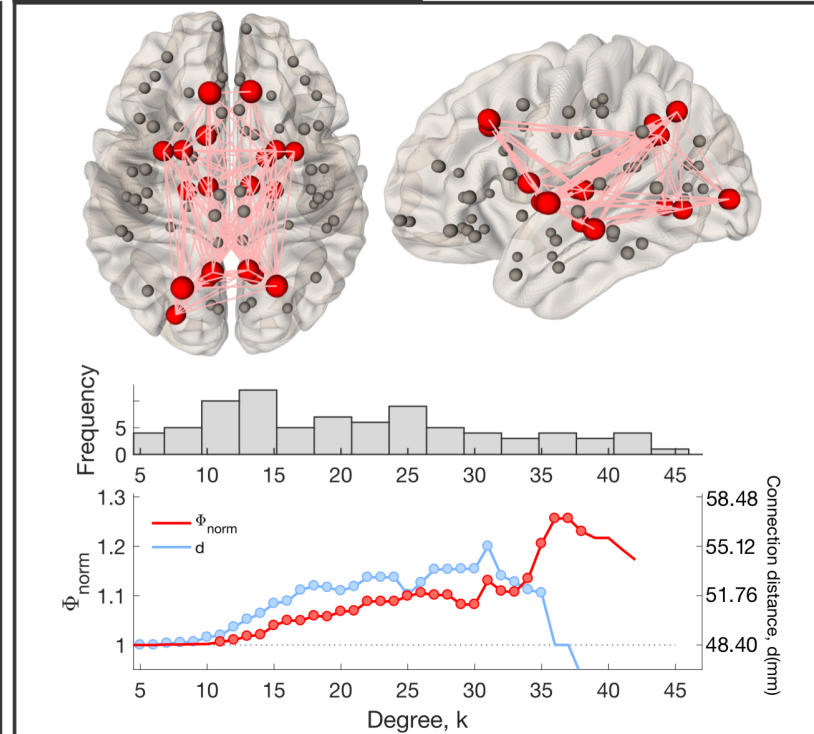 Frequency
5
0
5 10 15 20 25 30 35 40 45
1.3
1.2
1.1
1
Φnorm
Φnorm
d
58.48
55.12
51.76
48.40
Connection distance, d(mm)
5 10 15 20 25 30 35 40 45
Degree, k